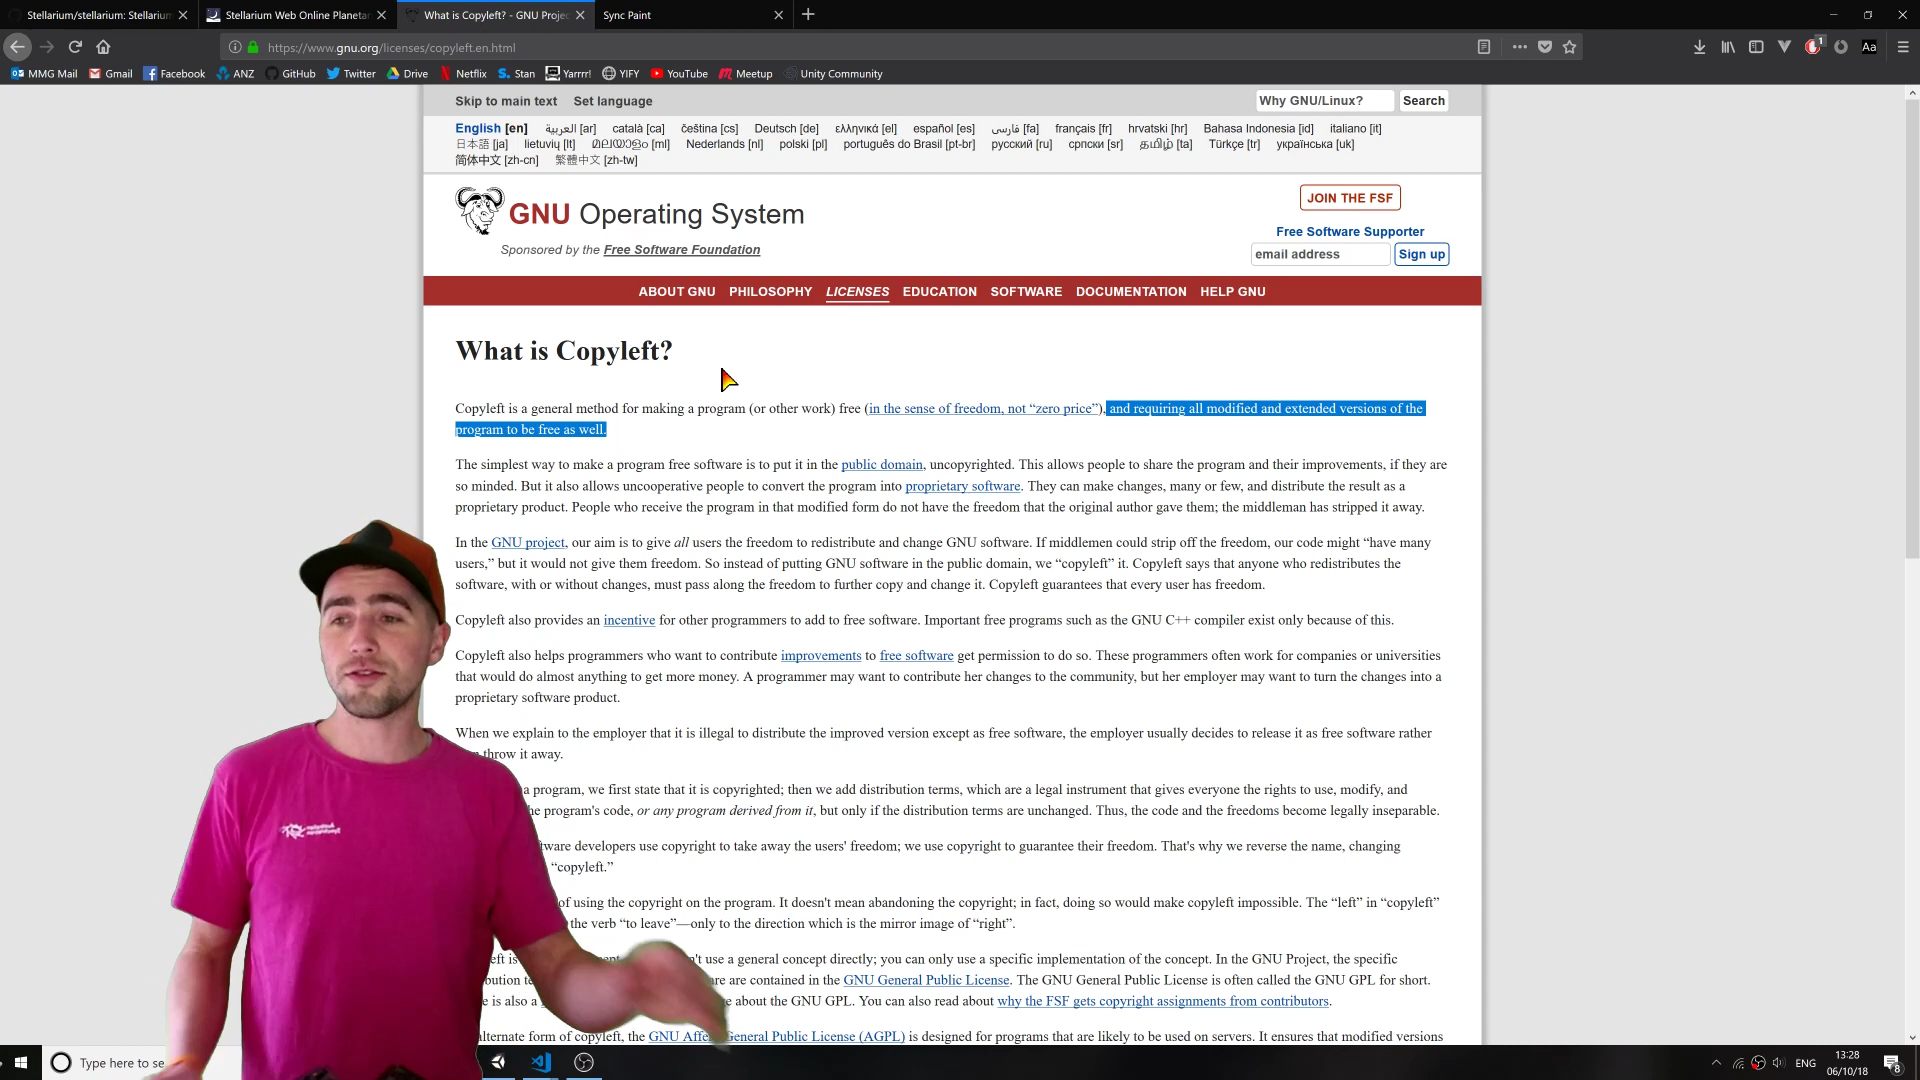 Stellarium/stellarium: Stellarium
Stellarium Web Online Planetar
What is Copyleft? - GNU Projec
Sync Paint
https://www.gnu.org/licenses/copyleft.en.html
MMG Mail Gmail Facebook ANZ GitHub Twitter Drive Netflix Stan Yarrrr! YIFY YouTube Meetup Unity Community
Skip to main text Set language
Why GNU/Linux? Search
English [en] العربية [ar] català [ca] čeština [cs] Deutsch [de] ελληνικά [el] español [es] فارسی [fa] français [fr] hrvatski [hr] Bahasa Indonesia [id] italiano [it]
日本語 [ja] lietuvių [lt] മലയാളം [ml] Nederlands [nl] polski [pl] português do Brasil [pt-br] русский [ru] српски [sr] தமிழ் [ta] Türkçe [tr] українська [uk]
简体中文 [zh-cn] 繁體中文 [zh-tw]
GNU Operating System
Sponsored by the Free Software Foundation
JOIN THE FSF
Free Software Supporter
email address Sign up
ABOUT GNU PHILOSOPHY LICENSES EDUCATION SOFTWARE DOCUMENTATION HELP GNU
What is Copyleft?
Copyleft is a general method for making a program (or other work) free (in the sense of freedom, not “zero price”), and requiring all modified and extended versions of the
program to be free as well.
The simplest way to make a program free software is to put it in the public domain, uncopyrighted. This allows people to share the program and their improvements, if they are
so minded. But it also allows uncooperative people to convert the program into proprietary software. They can make changes, many or few, and distribute the result as a
proprietary product. People who receive the program in that modified form do not have the freedom that the original author gave them; the middleman has stripped it away.
In the GNU project, our aim is to give all users the freedom to redistribute and change GNU software. If middlemen could strip off the freedom, our code might “have many
users,” but it would not give them freedom. So instead of putting GNU software in the public domain, we “copyleft” it. Copyleft says that anyone who redistributes the
software, with or without changes, must pass along the freedom to further copy and change it. Copyleft guarantees that every user has freedom.
Copyleft also provides an incentive for other programmers to add to free software. Important free programs such as the GNU C++ compiler exist only because of this.
Copyleft also helps programmers who want to contribute improvements to free software get permission to do so. These programmers often work for companies or universities
that would do almost anything to get more money. A programmer may want to contribute her changes to the community, but her employer may want to turn the changes into a
proprietary software product.
When we explain to the employer that it is illegal to distribute the improved version except as free software, the employer usually decides to release it as free software rather
throw it away.
a program, we first state that it is copyrighted; then we add distribution terms, which are a legal instrument that gives everyone the rights to use, modify, and
he program's code, or any program derived from it, but only if the distribution terms are unchanged. Thus, the code and the freedoms become legally inseparable.
tware developers use copyright to take away the users' freedom; we use copyright to guarantee their freedom. That's why we reverse the name, changing
“copyleft.”
of using the copyright on the program. It doesn't mean abandoning the copyright; in fact, doing so would make copyleft impossible. The “left” in “copyleft”
the verb “to leave”—only to the direction which is the mirror image of “right”.
eft is n't use a general concept directly; you can only use a specific implementation of the concept. In the GNU Project, the specific
bution te are are contained in the GNU General Public License. The GNU General Public License is often called the GNU GPL for short.
e is also a ge about the GNU GPL. You can also read about why the FSF gets copyright assignments from contributors.
alternate form of copyleft, the GNU Affero General Public License (AGPL) is designed for programs that are likely to be used on servers. It ensures that modified versions
Type here to se
ENG
13:28
06/10/18
8